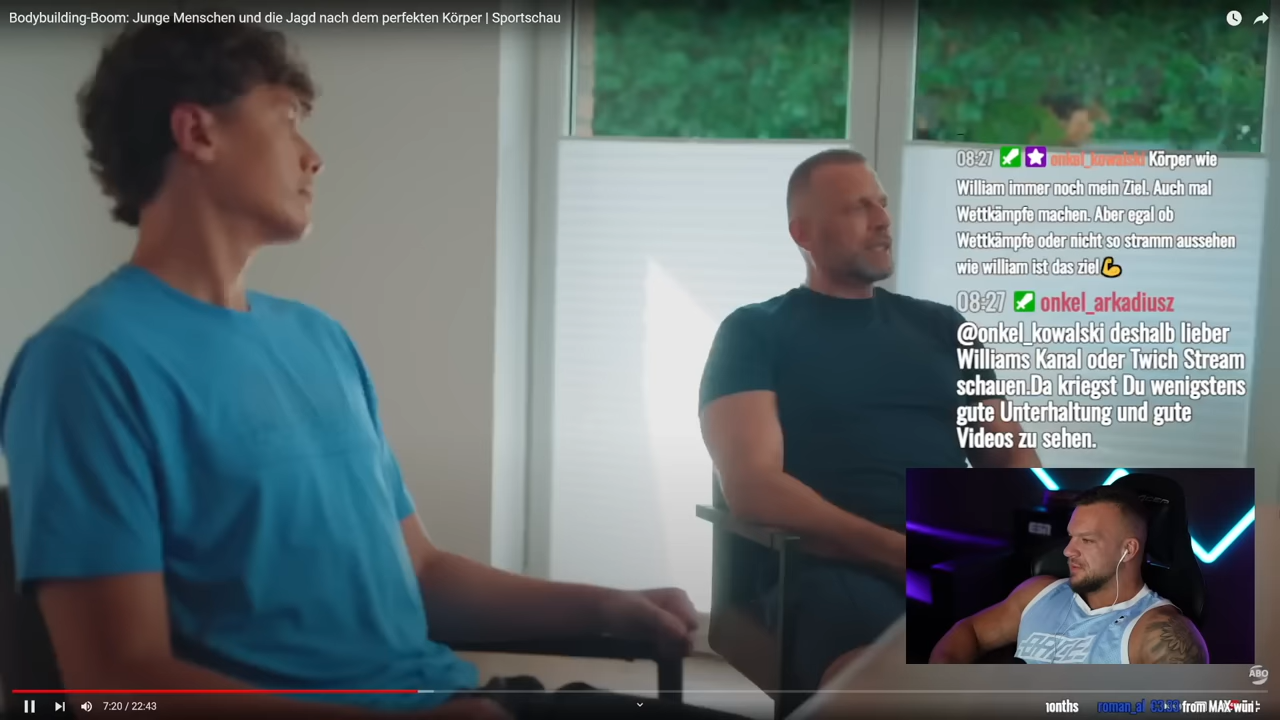 Bodybuilding-Boom: Junge Menschen und die Jagd nach dem perfekten Körper | Sportschau
08:27 onkel_kowalski Körper wie
William immer noch mein Ziel. Auch mal
Wettkämpfe machen. Aber egal ob
Wettkämpfe oder nicht so stramm aussehen
wie william ist das ziel💪
08:27 onkel_arkadiusz
@onkel_kowalski deshalb lieber
Williams Kanal oder Twich Stream
schauen.Da kriegst Du wenigstens
gute Unterhaltung und gute
Videos zu sehen.
ABO
7:20 / 22:43
from MAX